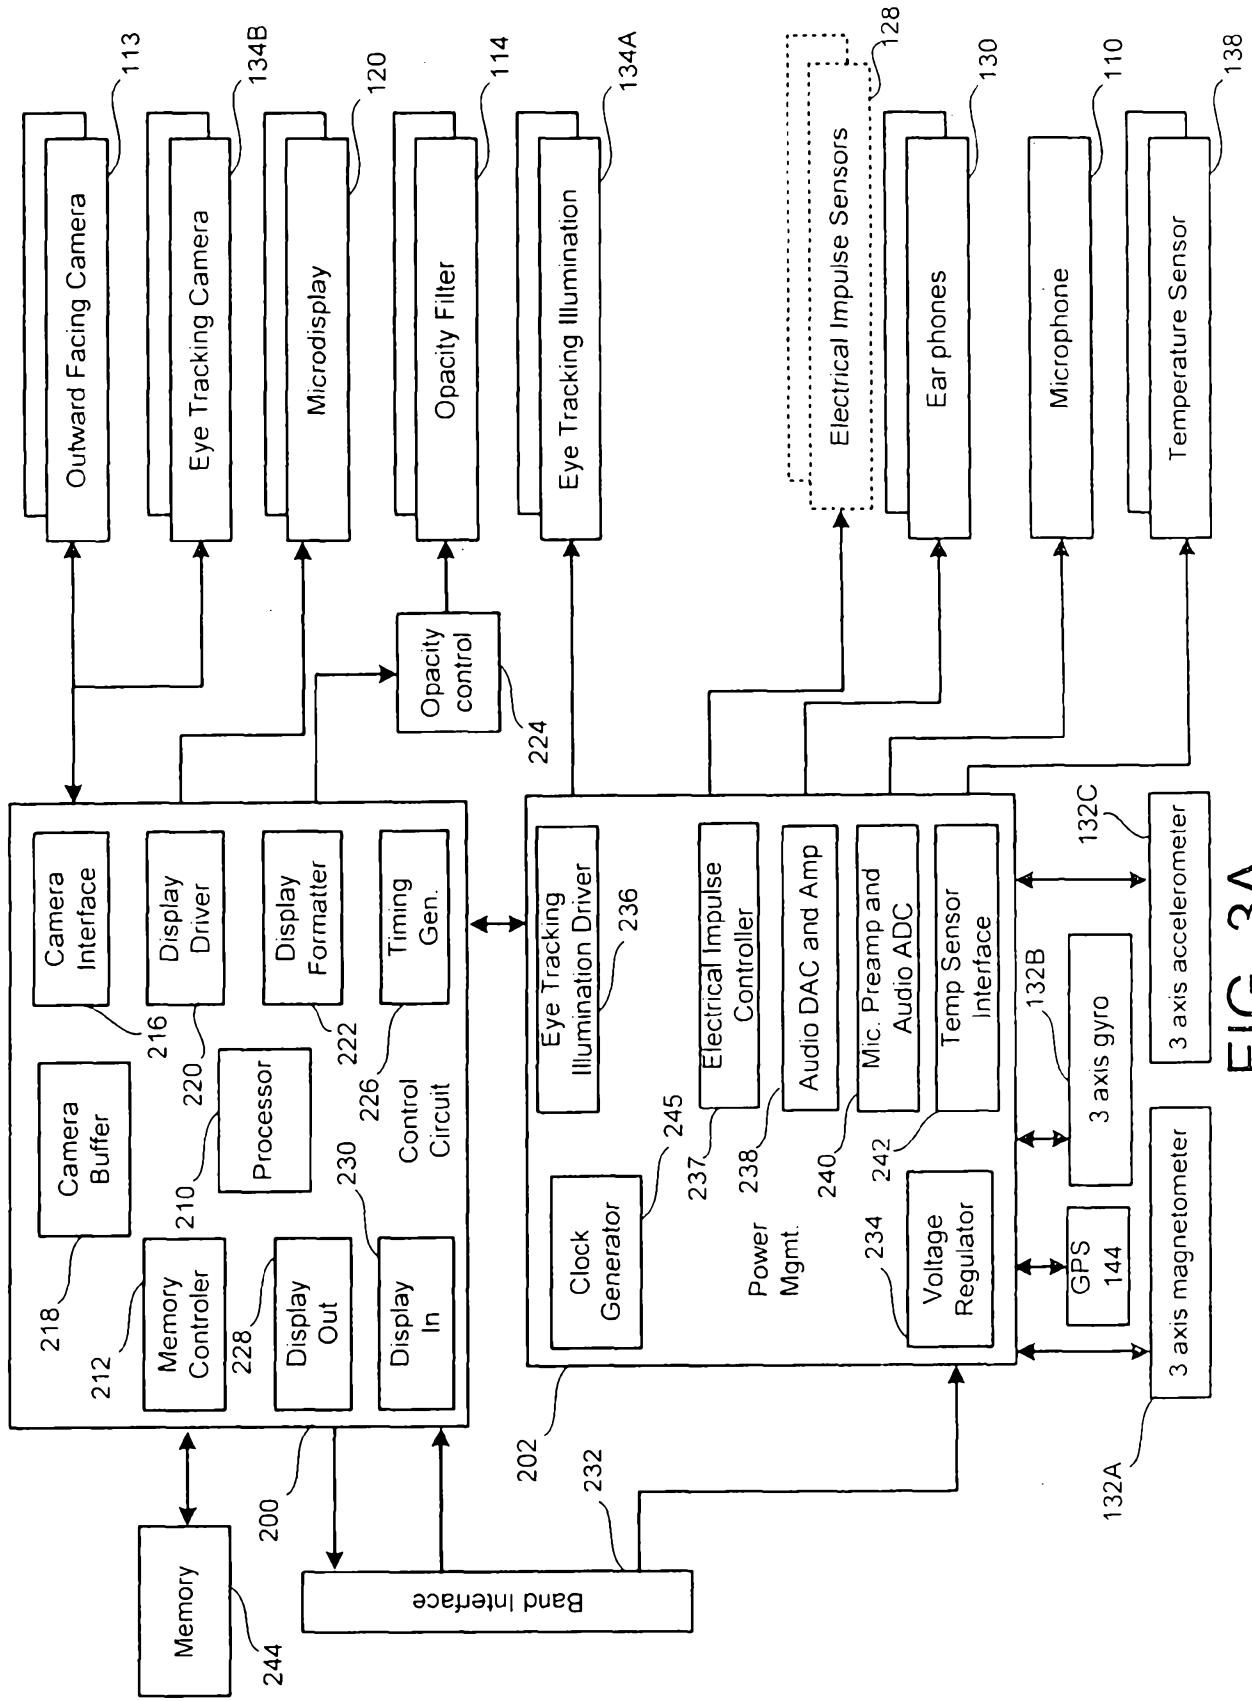 Outward Facing Camera
113
Eye Tracking Camera
134B
Microdisplay
120
Opacity Filter
114
Eye Tracking Illumination
134A
Electrical Impulse Sensors
128
Ear phones
130
Microphone
110
Temperature Sensor
138
Opacity
control
224
Camera
Interface
216
Display
Driver
220
Display
Formatter
222
Timing
Gen.
226
Camera
Buffer
218
Processor
210
Control
Circuit
Memory
Controler
212
Display
Out
228
Display
In
230
200
Memory
244
Band Interface
232
Eye Tracking
Illumination Driver
236
Electrical Impulse
Controller
237
Audio DAC and Amp
238
Mic. Preamp and
Audio ADC
240
Temp Sensor
Interface
242
Clock
Generator
245
Power
Mgmt.
Voltage
Regulator
234
202
3 axis magnetometer
132A
GPS
144
3 axis gyro
132B
3 axis accelerometer
132C
FIG. 3A